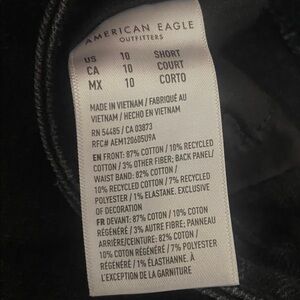 AMERICAN EAGLE
OUTFITTERS
US 10 SHORT
CA 10 COURT
MX 10 CORTO
MADE IN VIETNAM / FABRIQUÉ AU
VIETNAM / HECHO EN VIETNAM
RN 54485 / CA 03873
RFC# AEM120605U9A
EN FRONT: 87% COTTON / 10% RECYCLED
COTTON / 3% OTHER FIBER; BACK PANEL/
WAIST BAND: 82% COTTON /
10% RECYCLED COTTON / 7% RECYCLED
POLYESTER / 1% ELASTANE. EXCLUSIVE
OF DECORATION
FR DEVANT: 87% COTON / 10% COTON
RÉGÉNÉRÉ / 3% AUTRE FIBRE; PANNEAU
ARRIÈRE/CEINTURE: 82% COTON /
10% COTON RÉGÉNÉRÉ / 7% POLYESTER
RÉGÉNÉRÉ / 1% ÉLASTHANNE. À
L'EXCEPTION DE LA GARNITURE